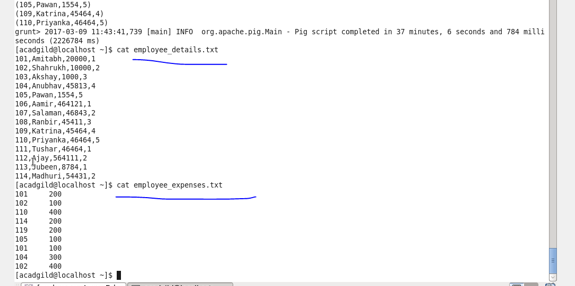 (105,Pawan,1554,5)
(109,Katrina,45464,4)
(110,Priyanka,46464,5)
grunt> 2017-03-09 11:43:41,739 [main] INFO  org.apache.pig.Main - Pig script completed in 37 minutes, 6 seconds and 784 milli
seconds (2226784 ms)
[acadgild@localhost ~]$ cat employee_details.txt
101,Amitabh,20000,1
102,Shahrukh,10000,2
103,Akshay,1000,3
104,Anubhav,45813,4
105,Pawan,1554,5
106,Aamir,464121,1
107,Salaman,46843,2
108,Ranbir,45411,3
109,Katrina,45464,4
110,Priyanka,46464,5
111,Tushar,46464,1
112,Ajay,564111,2
113,Jubeen,8784,1
114,Madhuri,54431,2
[acadgild@localhost ~]$ cat employee_expenses.txt
101	200
102	100
110	400
114	200
119	200
105	100
101	100
104	300
102	400
[acadgild@localhost ~]$